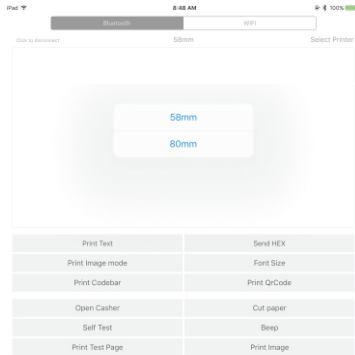 iPad 8:48 AM 100%
Bluetooth WIFI
Click to disconnect 58mm Select Printer
58mm
80mm
Print Text Send HEX
Print Image mode Font Size
Print Codebar Print QrCode
Open Casher Cut paper
Self Test Beep
Print Test Page Print Image